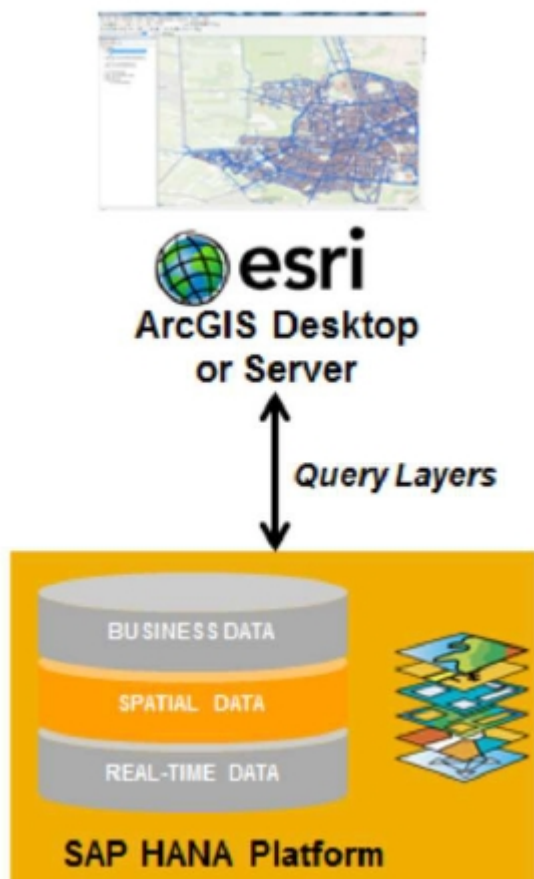 esri
ArcGIS Desktop
or Server
Query Layers
BUSINESS DATA
SPATIAL DATA
REAL-TIME DATA
SAP HANA Platform